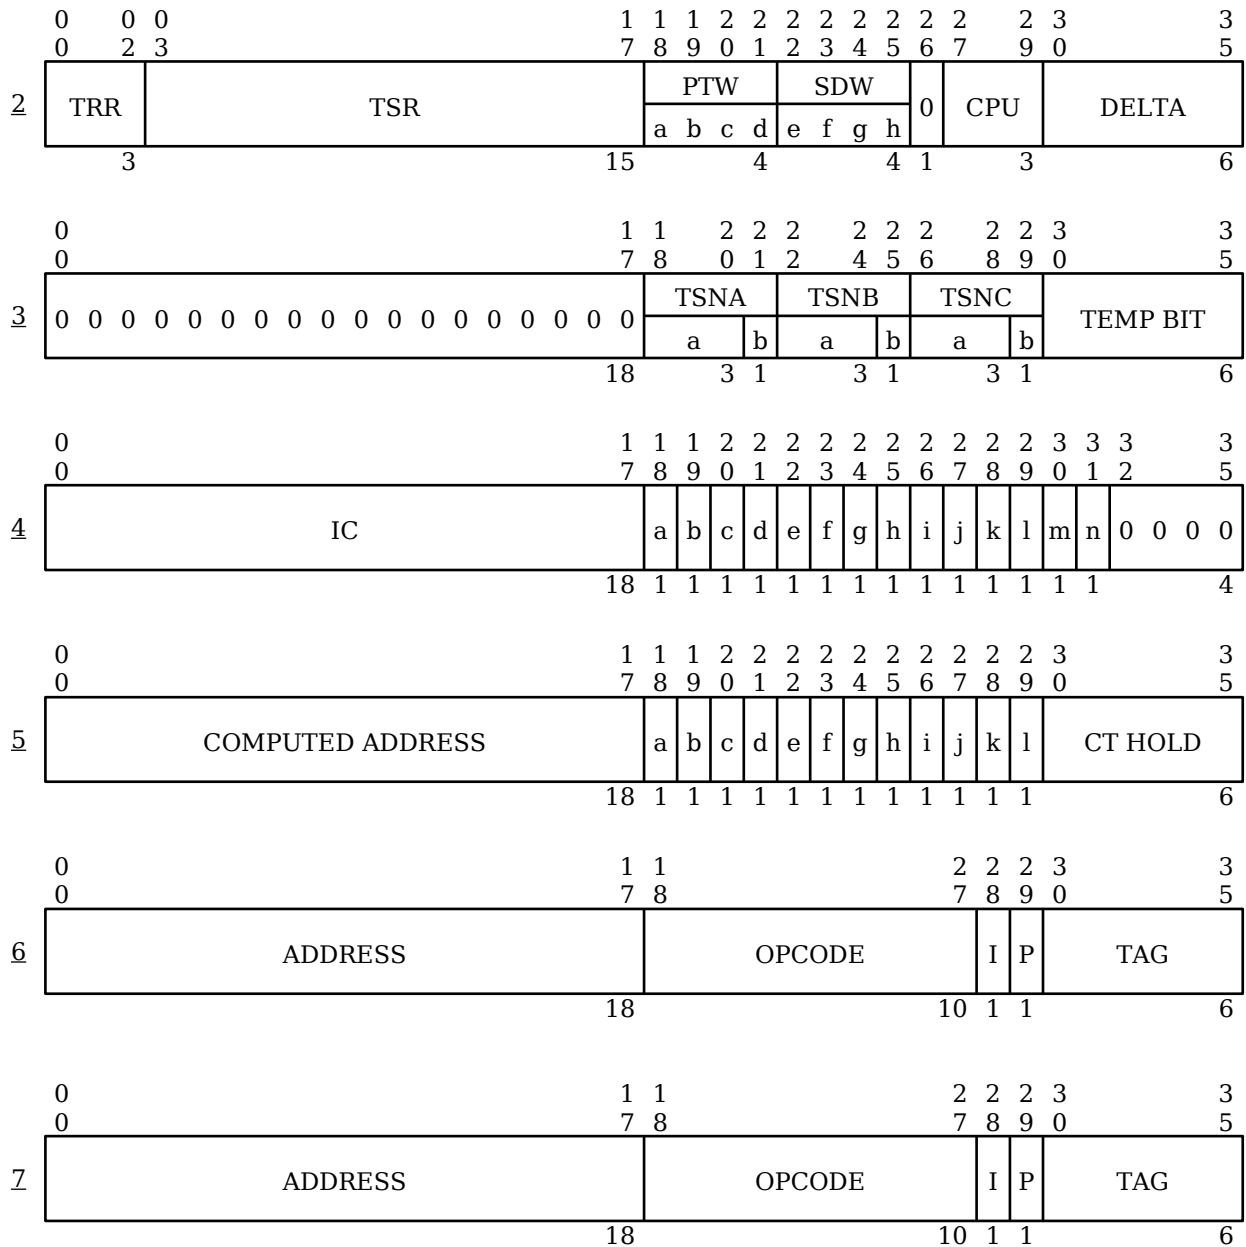 0 0 0 1 1 1 2 2 2 2 2 2 2 2 2 3 3
0 2 3 7 8 9 0 1 2 3 4 5 6 7 9 0 5
PTW SDW
2 TRR TSR 0 CPU DELTA
a b c d e f g h
3 15 4 4 1 3 6
0 1 1 2 2 2 2 2 2 2 2 3 3
0 7 8 0 1 2 4 5 6 8 9 0 5
TSNA TSNB TSNC
3 0 0 0 0 0 0 0 0 0 0 0 0 0 0 0 0 0 0 TEMP BIT
a b a b a b
18 3 1 3 1 3 1 6
0 1 1 1 2 2 2 2 2 2 2 2 2 2 3 3 3 3
0 7 8 9 0 1 2 3 4 5 6 7 8 9 0 1 2 5
4 IC a b c d e f g h i j k l m n 0 0 0 0
18 1 1 1 1 1 1 1 1 1 1 1 1 1 1 4
0 1 1 1 2 2 2 2 2 2 2 2 2 2 3 3
0 7 8 9 0 1 2 3 4 5 6 7 8 9 0 5
5 COMPUTED ADDRESS a b c d e f g h i j k l CT HOLD
18 1 1 1 1 1 1 1 1 1 1 1 1 6
0 1 1 2 2 2 3 3
0 7 8 7 8 9 0 5
6 ADDRESS OPCODE I P TAG
18 10 1 1 6
0 1 1 2 2 2 3 3
0 7 8 7 8 9 0 5
7 ADDRESS OPCODE I P TAG
18 10 1 1 6